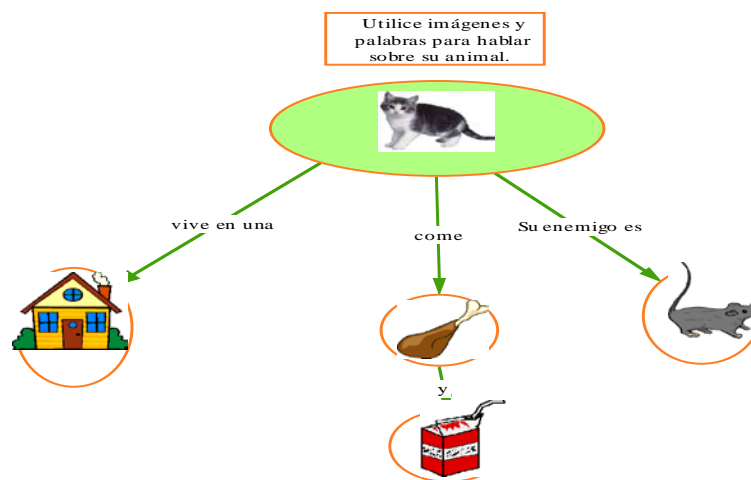 Utilice imágenes y
palabras para hablar
sobre su animal.
vive en una
come
Su enemigo es
y